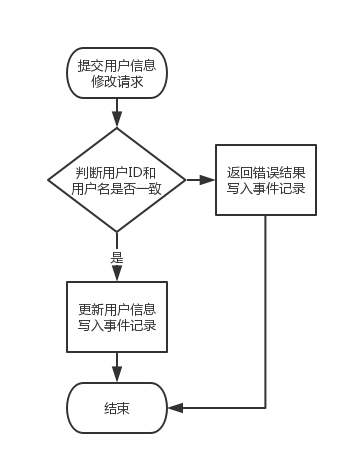 提交用户信息
修改请求
判断用户ID和
用户名是否一致
返回错误结果
写入事件记录
是
更新用户信息
写入事件记录
结束